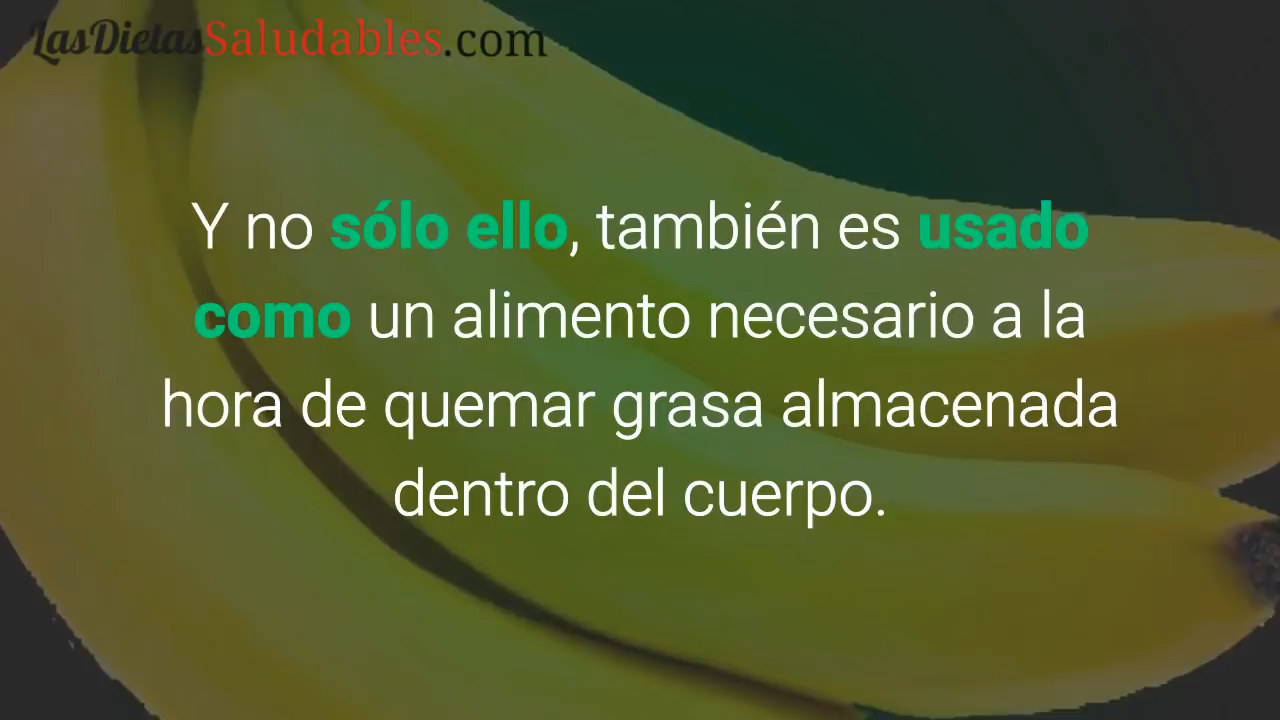 LasDietasSaludables.com
Y no sólo ello, también es usado
como un alimento necesario a la
hora de quemar grasa almacenada
dentro del cuerpo.